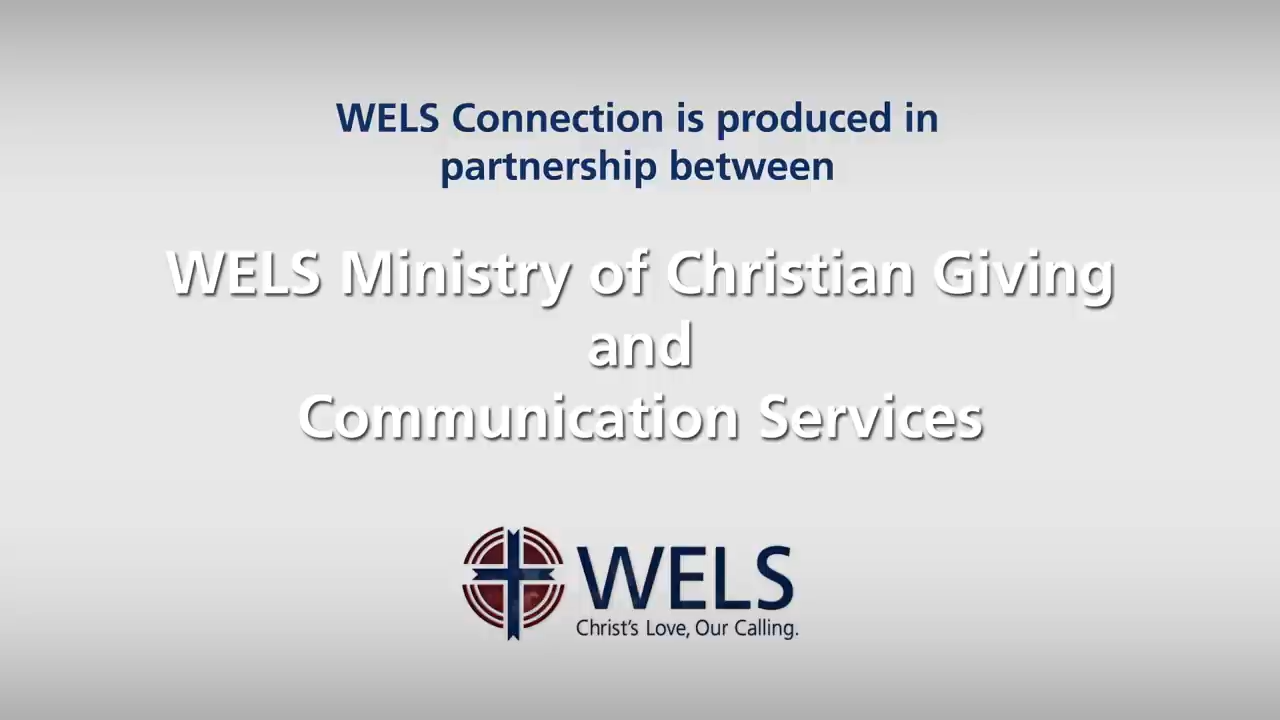 WELS Connection is produced in
partnership between
WELS Ministry of Christian Giving
and
Communication Services
WELS
Christ's Love, Our Calling.